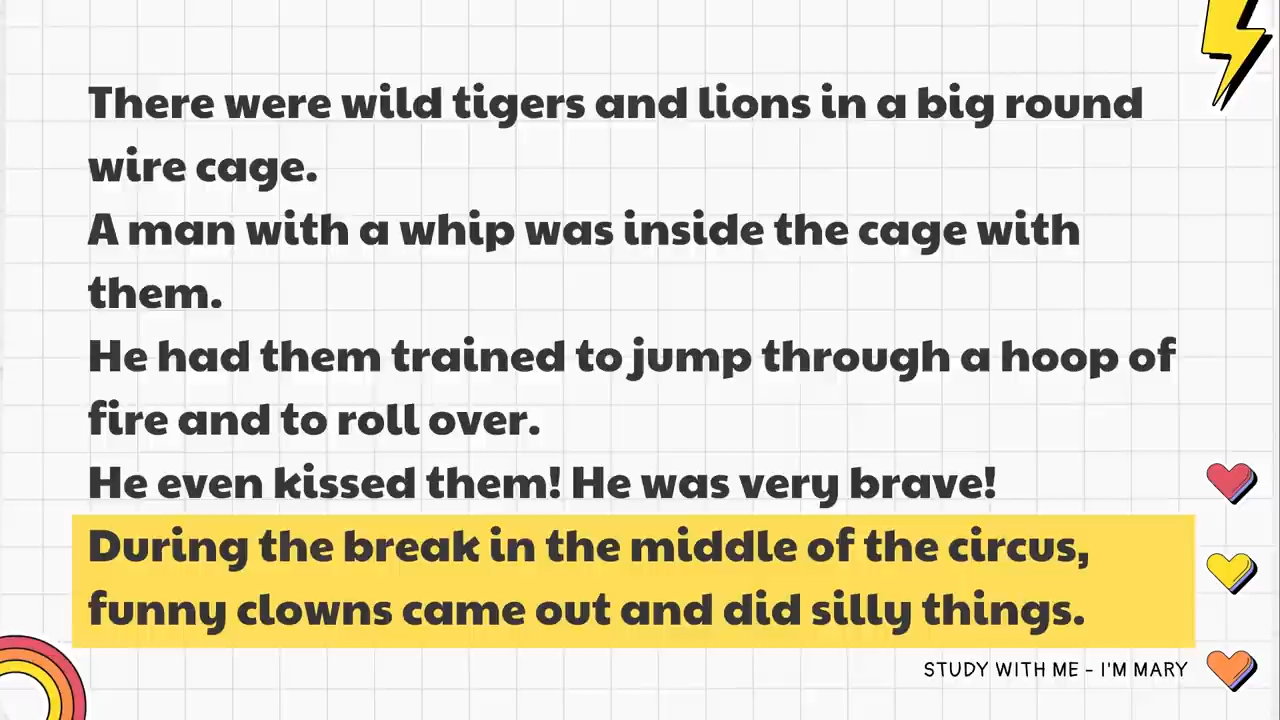 There were wild tigers and lions in a big round
wire cage.
A man with a whip was inside the cage with
them.
He had them trained to jump through a hoop of
fire and to roll over.
He even kissed them! He was very brave!
During the break in the middle of the circus,
funny clowns came out and did silly things.
STUDY WITH ME - I'M MARY